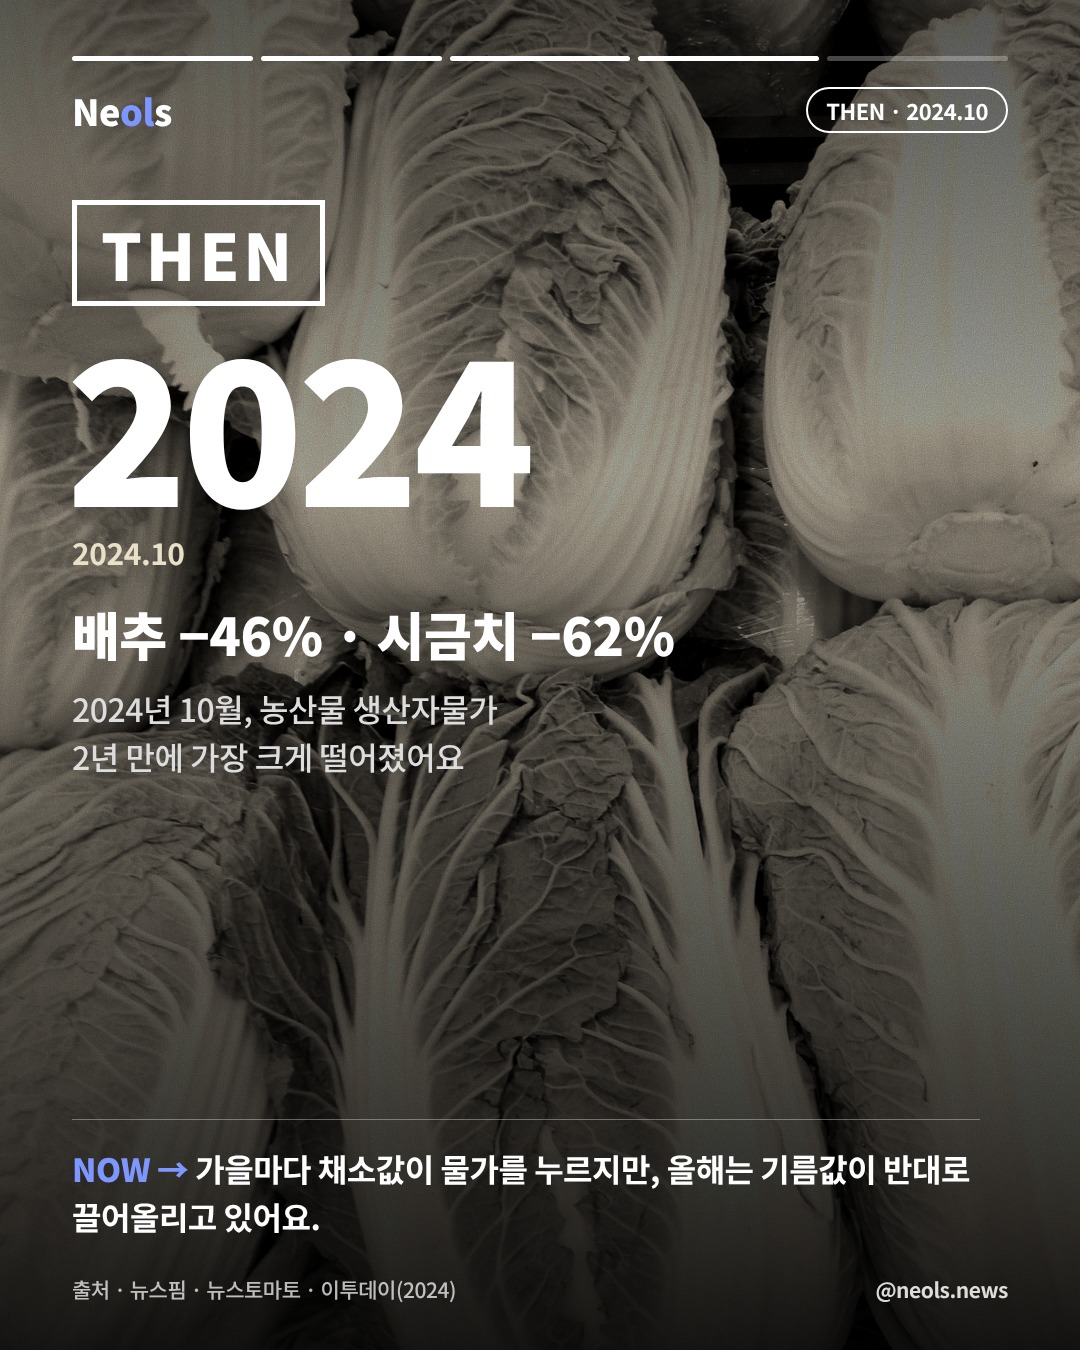 Neols
THEN · 2024.10
THEN
2024
2024.10
배추 −46% · 시금치 −62%
2024년 10월, 농산물 생산자물가
2년 만에 가장 크게 떨어졌어요
NOW → 가을마다 채소값이 물가를 누르지만, 올해는 기름값이 반대로
끌어올리고 있어요.
출처 · 뉴스핌 · 뉴스토마토 · 이투데이(2024)
@neols.news